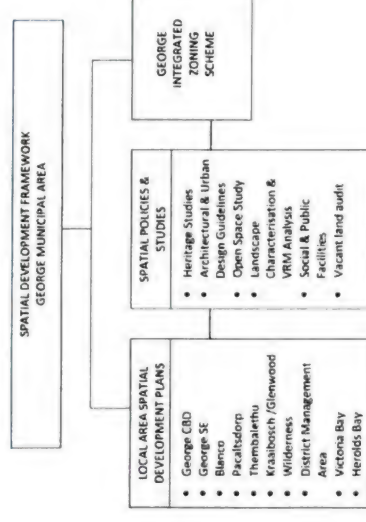 SPATIAL DEVELOPMENT FRAMEWORK
GEORGE MUNICIPAL AREA
LOCAL AREA SPATIAL
DEVELOPMENT PLANS
• George CBD
• George SE
• Blanco
• Pacaltsdorp
• Thembalethu
• Kraaibosch /Glenwood
• Wilderness
• District Management
Area
• Victoria Bay
• Herolds Bay
SPATIAL POLICIES &
STUDIES
• Heritage Studies
• Architectural & Urban
Design Guidelines
• Open Space Study
• Landscape
Characterisation &
VRM Analysis
• Social & Public
Facilities
• Vacant land audit
GEORGE
INTEGRATED
ZONING
SCHEME